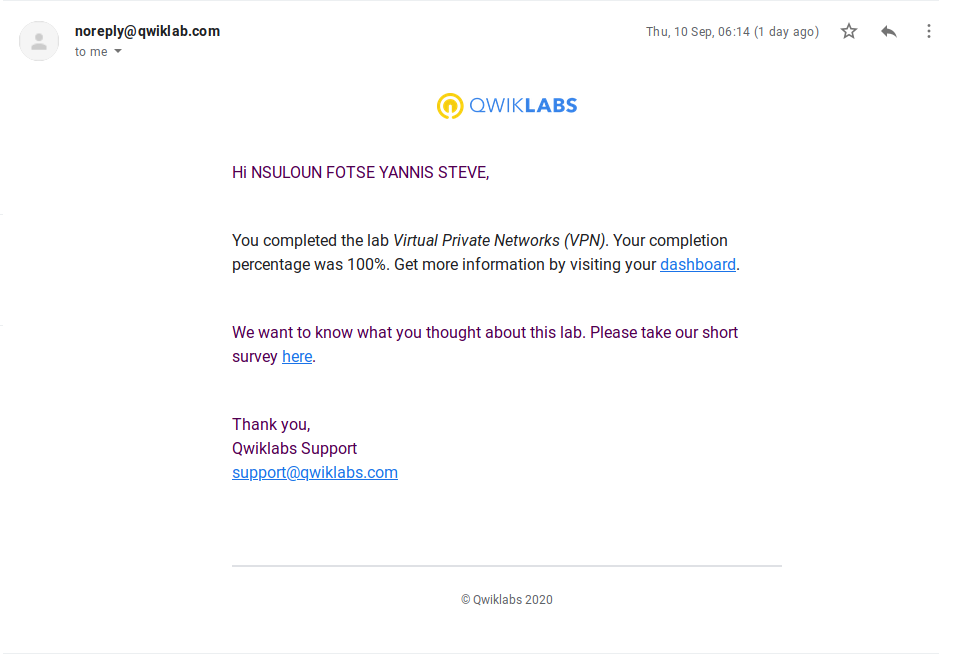 noreply@qwiklab.com
Thu, 10 Sep, 06:14 (1 day ago)
to me
QWIKLABS
Hi NSULOUN FOTSE YANNIS STEVE,
You completed the lab Virtual Private Networks (VPN). Your completion
percentage was 100%. Get more information by visiting your dashboard.
We want to know what you thought about this lab. Please take our short
survey here.
Thank you,
Qwiklabs Support
support@qwiklabs.com
© Qwiklabs 2020